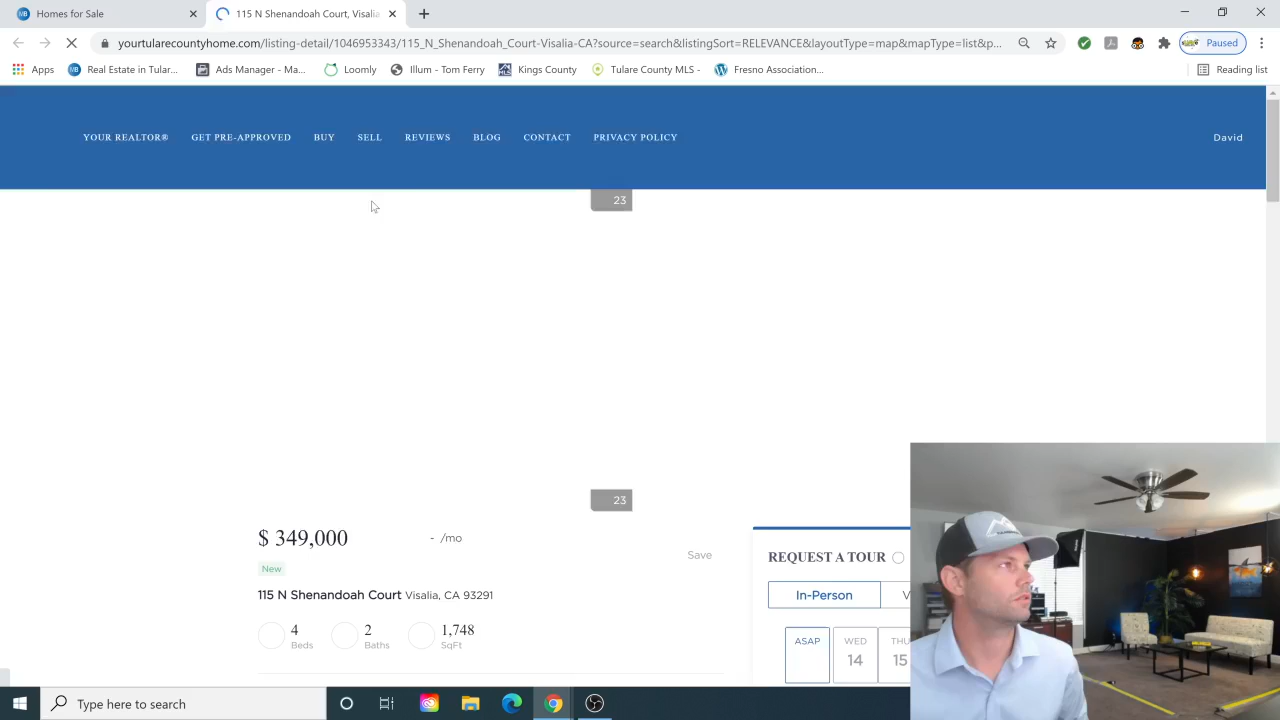 Homes for Sale
115 N Shenandoah Court, Visalia
yourtularecountyhome.com/listing-detail/1046953343/115_N_Shenandoah_Court-Visalia-CA?source=search&listingSort=RELEVANCE&layoutType=map&mapType=list&p...
Paused
Apps
Real Estate in Tular...
Ads Manager - Ma...
Loomly
Illum - Tom Ferry
Kings County
Tulare County MLS -
Fresno Association...
Reading list
YOUR REALTOR®
GET PRE-APPROVED
BUY
SELL
REVIEWS
BLOG
CONTACT
PRIVACY POLICY
David
23
23
$ 349,000
- /mo
Save
New
115 N Shenandoah Court Visalia, CA 93291
4
Beds
2
Baths
1,748
SqFt
REQUEST A TOUR
In-Person
V
ASAP
WED
14
THU
15
Type here to search